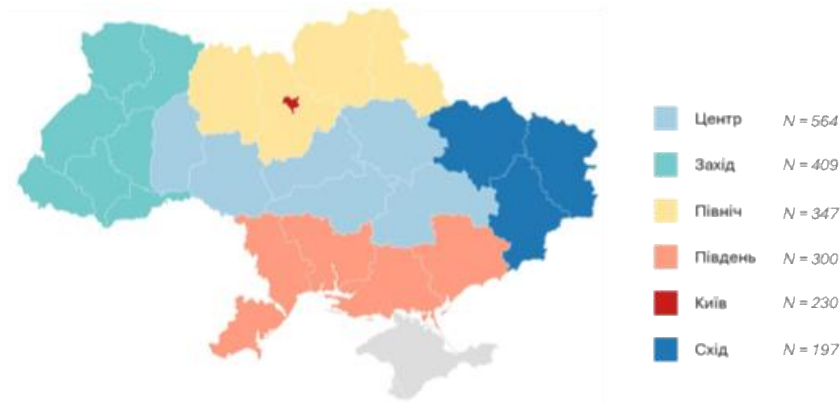 Центр N = 564
Захід N = 409
Північ N = 347
Південь N = 300
Київ N = 230
Схід N = 197